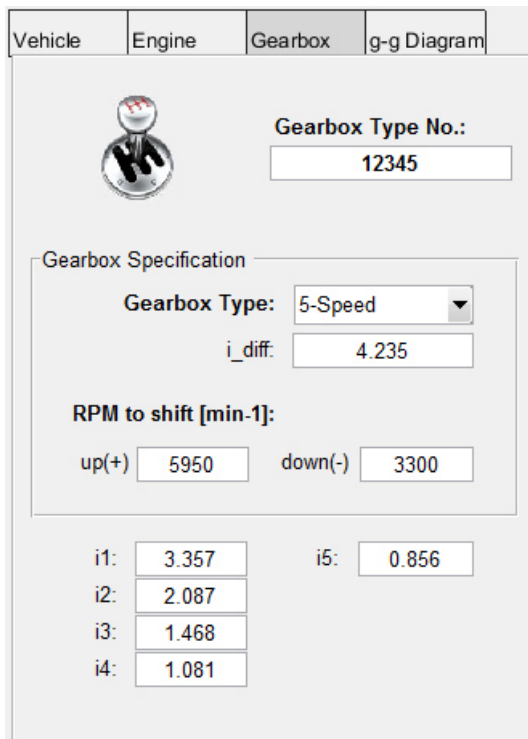 Vehicle Engine Gearbox g-g Diagram
Gearbox Type No.:
12345
Gearbox Specification
Gearbox Type: 5-Speed
i_diff: 4.235
RPM to shift [min-1]:
up(+) 5950 down(-) 3300
i1: 3.357 i5: 0.856
i2: 2.087
i3: 1.468
i4: 1.081